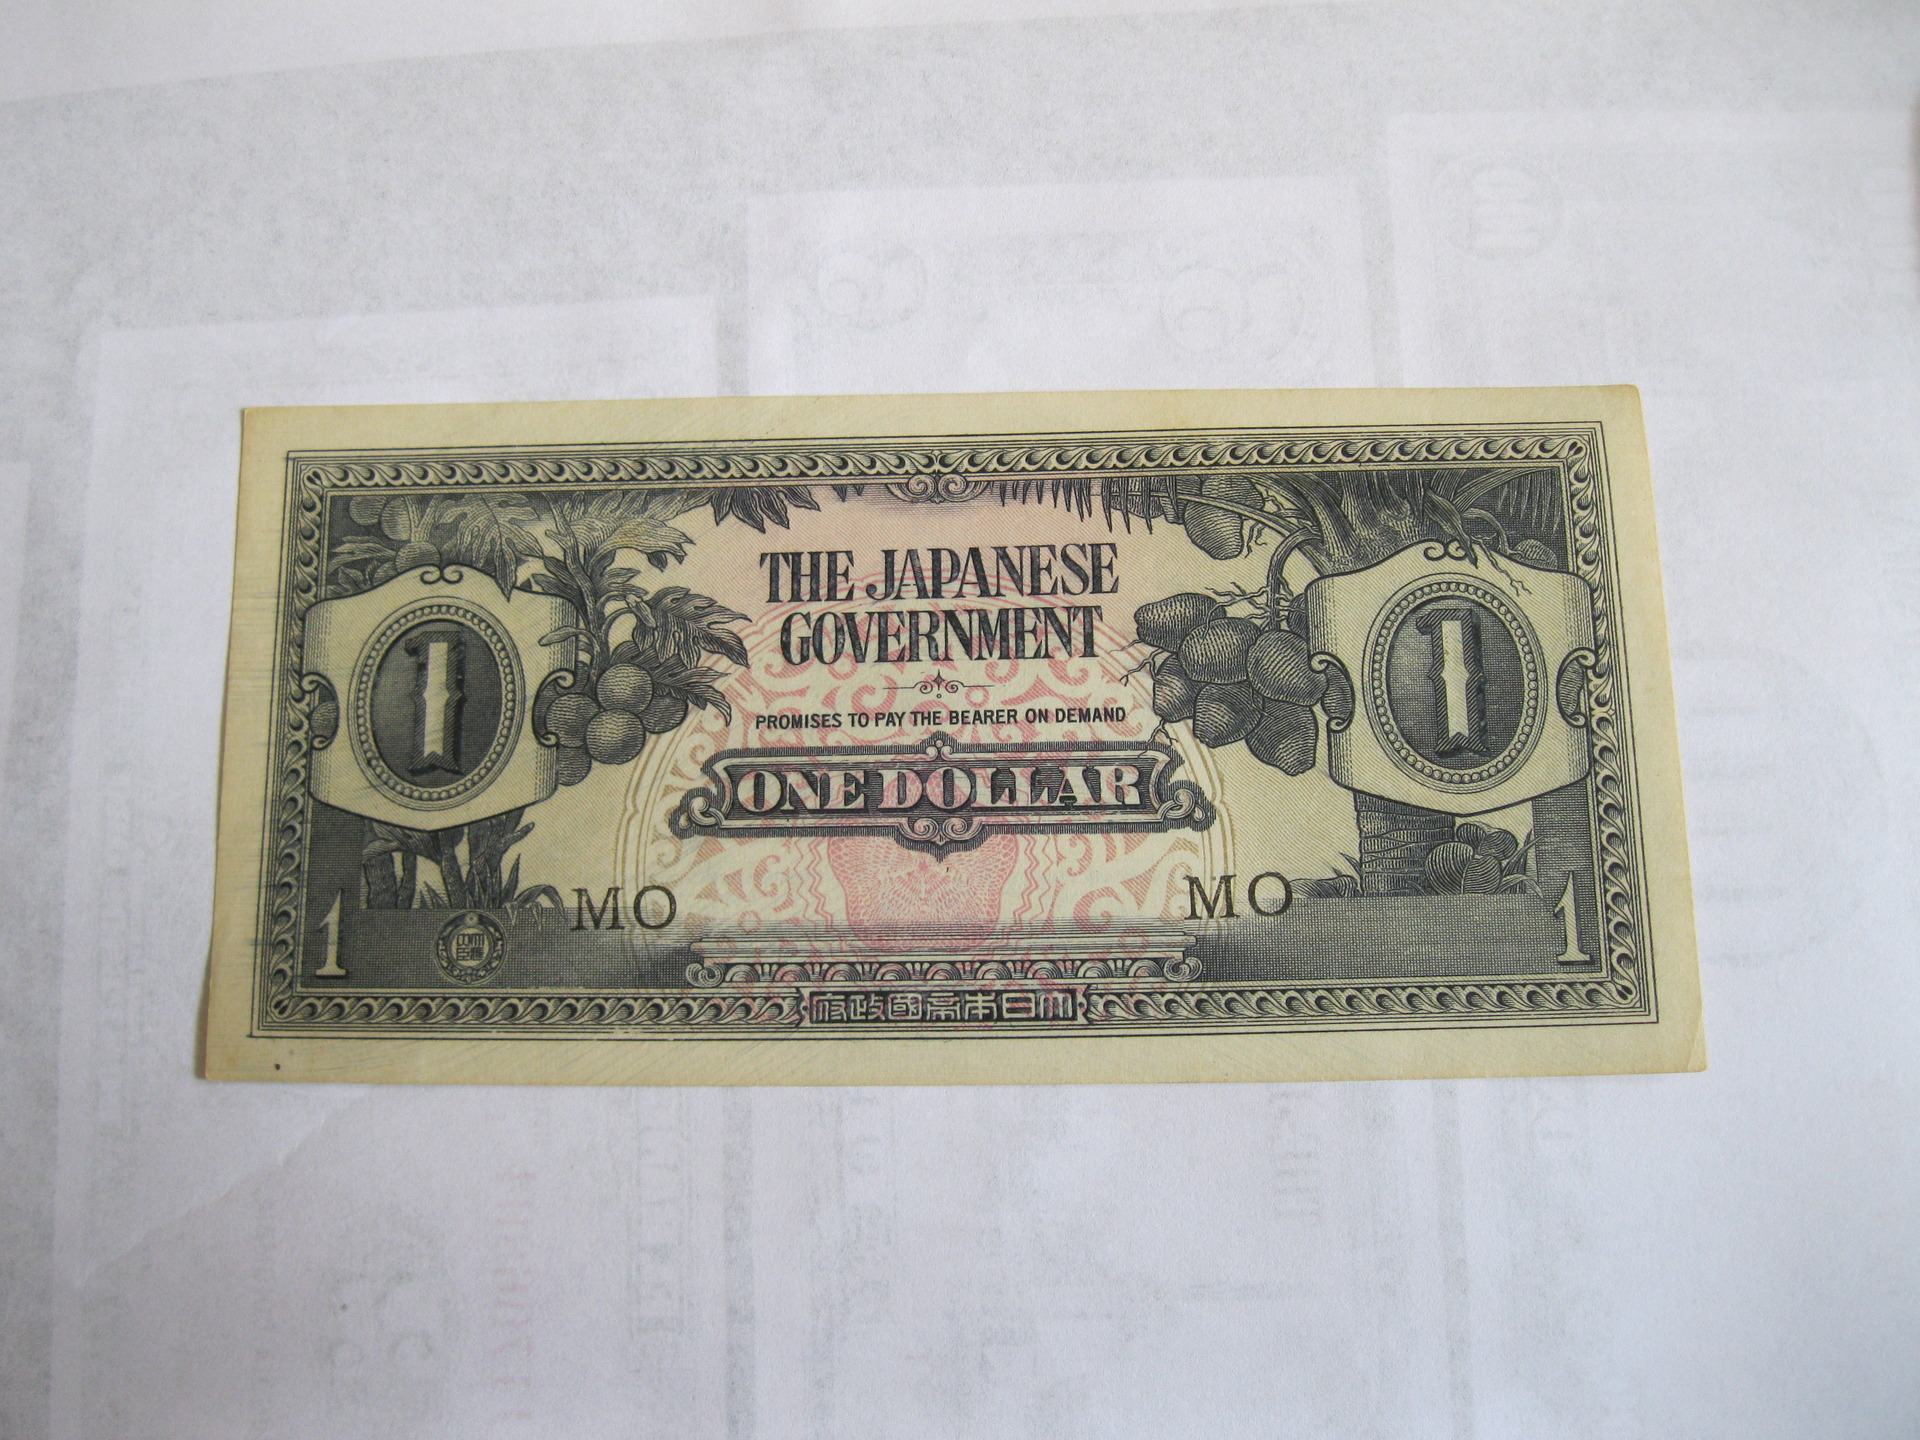 THE JAPANESE
GOVERNMENT
PROMISES TO PAY THE BEARER ON DEMAND
ONE DOLLAR
1
1
MO
MO
1
1
府政國帝本日大